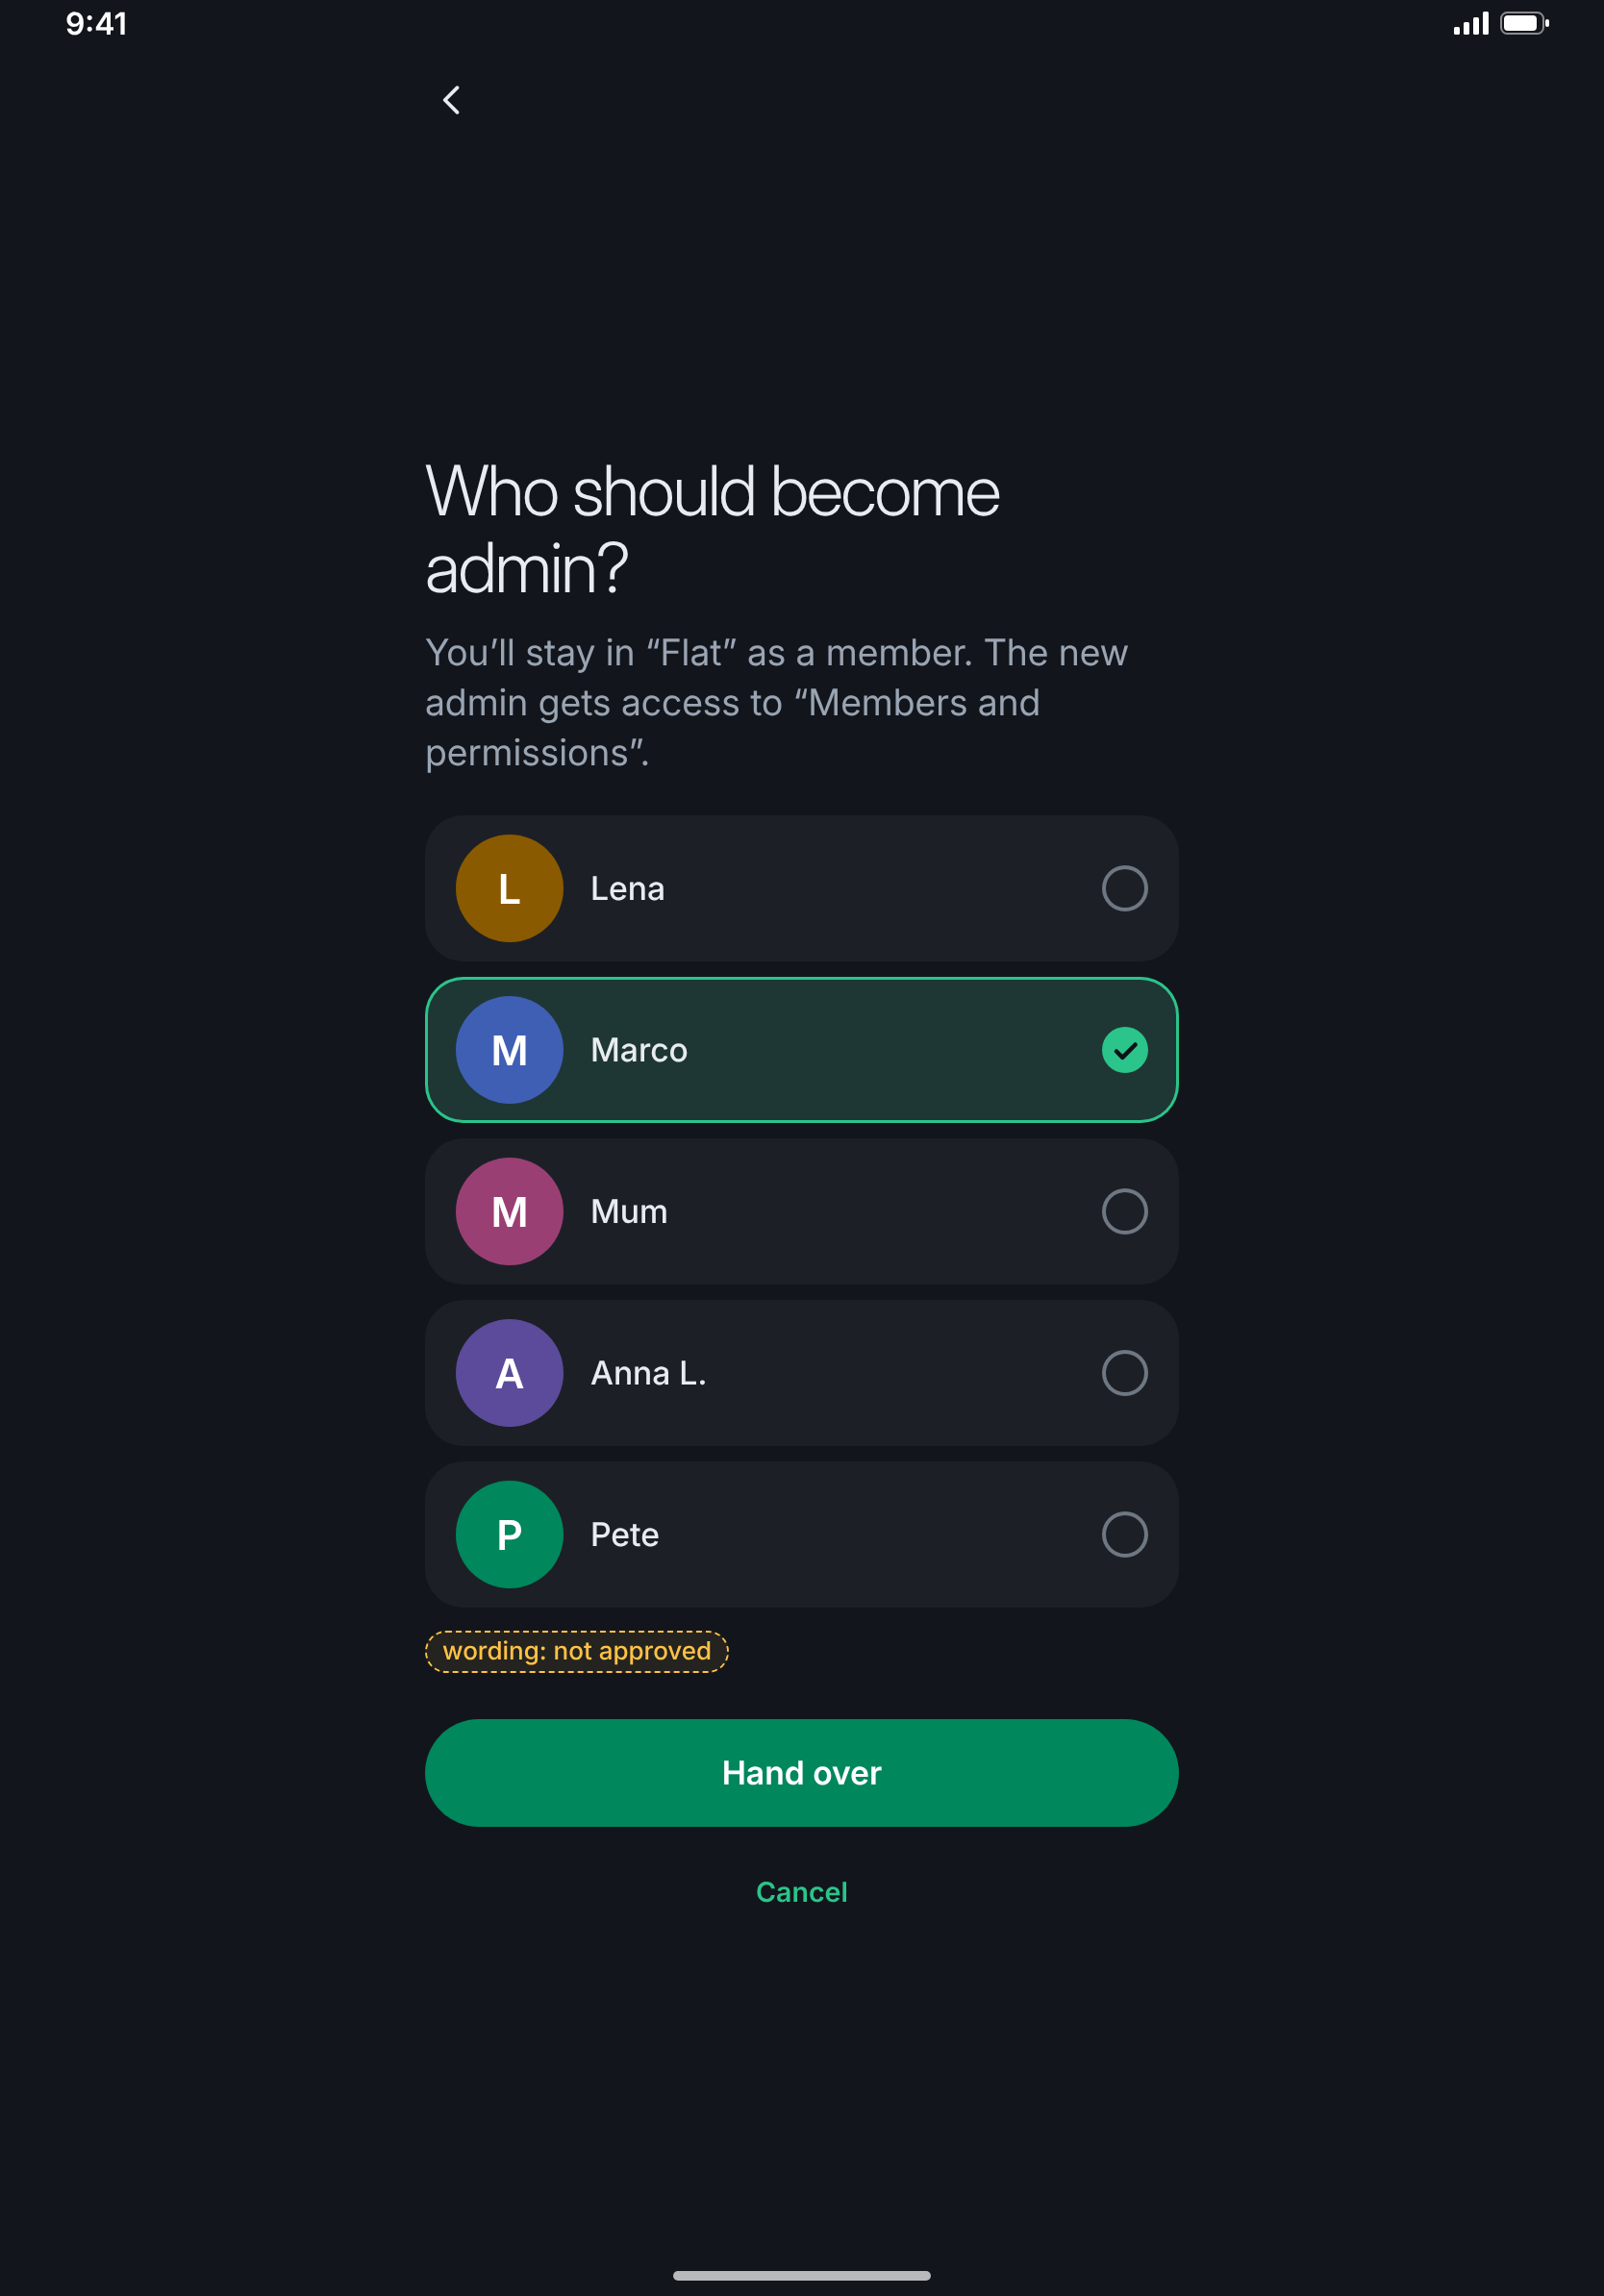 9:41
Who should become
admin?
You’ll stay in “Flat” as a member. The new
admin gets access to “Members and
permissions”.
L Lena
M Marco
M Mum
A Anna L.
P Pete
wording: not approved
Hand over
Cancel